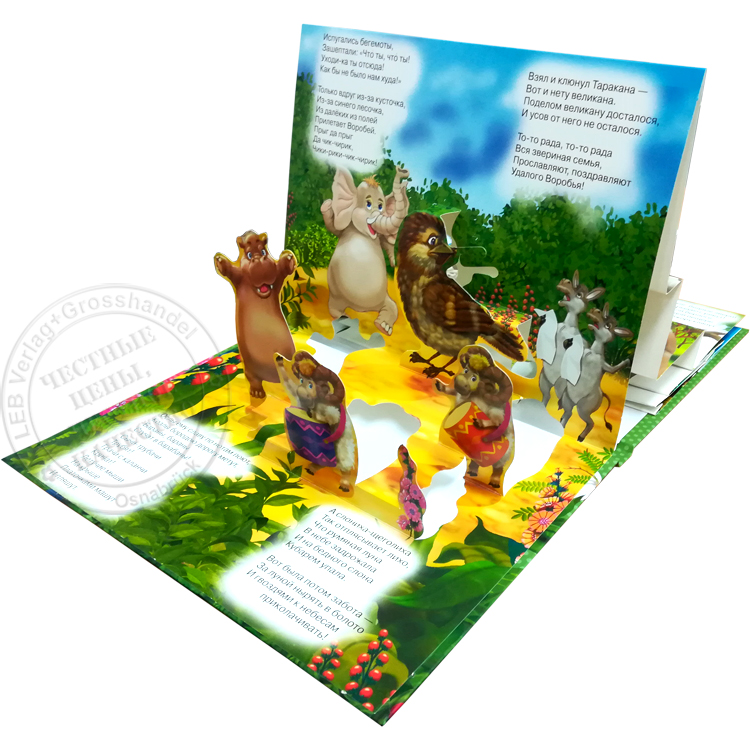 Испугались бегемоты,
Зашептали: «Что ты, что ты!
Уходи-ка ты отсюда!
Как бы не было нам худа!»
Только вдруг из-за кусточка,
Из-за синего лесочка,
Из далёких из полей
Прилетает Воробей.
Прыг да прыг
Да чик-чирик,
Чики-рики-чик-чирик!
Взял и клюнул Таракана —
Вот и нету великана.
Поделом великану досталося,
И усов от него не осталося.
То-то рада, то-то рада
Вся звериная семья,
Прославляют, поздравляют
Удалого Воробья!
LEB Verlag+Grosshandel
ЧЕСТНЫЕ
ЦЕНЫ,
Osnabrück
А слониха-щеголиха
Так отплясывает лихо,
Что румяная луна
В небе задрожала
И на бедного слона
Кубарем упала.
Вот была потом забота —
За луной нырять в болото
И гвоздями к небесам
приколачивать!